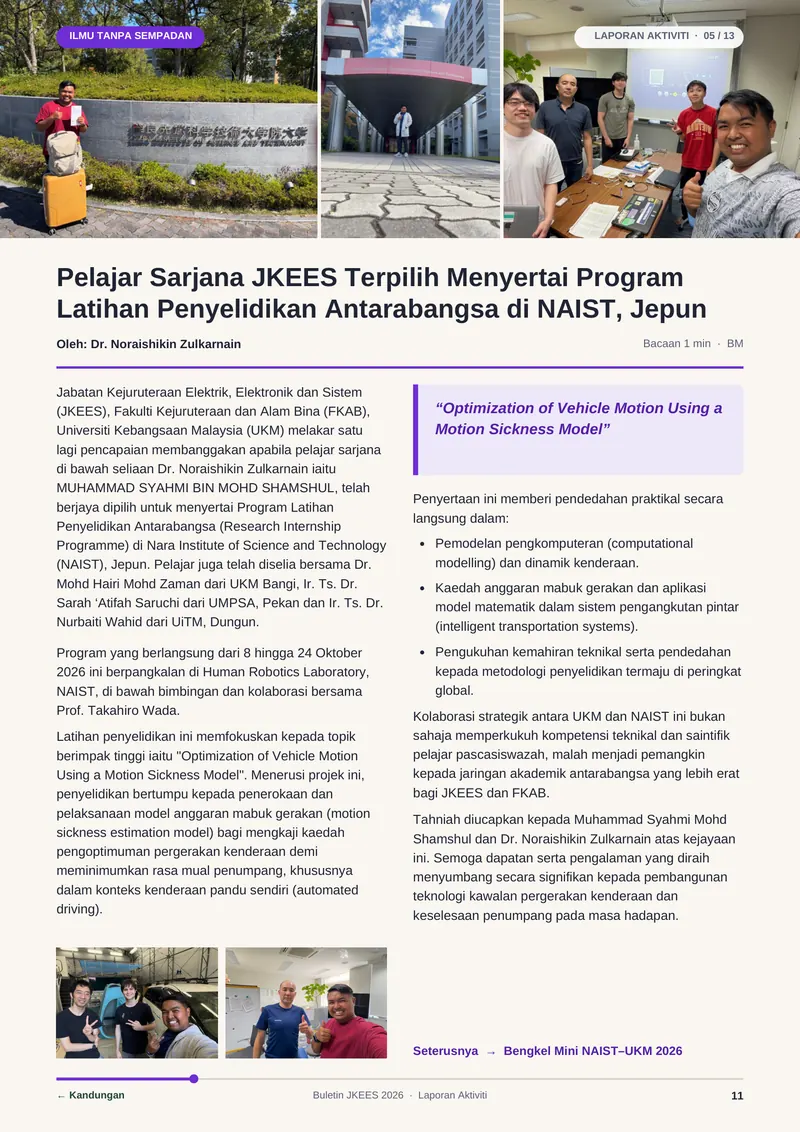 ILMU TANPA SEMPADAN
LAPORAN AKTIVITI · 05 / 13
Pelajar Sarjana JKEES Terpilih Menyertai Program
Latihan Penyelidikan Antarabangsa di NAIST, Jepun
Oleh: Dr. Noraishikin Zulkarnain
Bacaan 1 min · BM
Jabatan Kejuruteraan Elektrik, Elektronik dan Sistem
(JKEES), Fakulti Kejuruteraan dan Alam Bina (FKAB),
Universiti Kebangsaan Malaysia (UKM) melakar satu
lagi pencapaian membanggakan apabila pelajar sarjana
di bawah seliaan Dr. Noraishikin Zulkarnain iaitu
MUHAMMAD SYAHMI BIN MOHD SHAMSHUL, telah
berjaya dipilih untuk menyertai Program Latihan
Penyelidikan Antarabangsa (Research Internship
Programme) di Nara Institute of Science and Technology
(NAIST), Jepun. Pelajar juga telah diselia bersama Dr.
Mohd Hairi Mohd Zaman dari UKM Bangi, Ir. Ts. Dr.
Sarah ‘Atifah Saruchi dari UMPSA, Pekan dan Ir. Ts. Dr.
Nurbaiti Wahid dari UiTM, Dungun.
Program yang berlangsung dari 8 hingga 24 Oktober
2026 ini berpangkalan di Human Robotics Laboratory,
NAIST, di bawah bimbingan dan kolaborasi bersama
Prof. Takahiro Wada.
Latihan penyelidikan ini memfokuskan kepada topik
berimpak tinggi iaitu "Optimization of Vehicle Motion
Using a Motion Sickness Model". Menerusi projek ini,
penyelidikan bertumpu kepada penerokaan dan
pelaksanaan model anggaran mabuk gerakan (motion
sickness estimation model) bagi mengkaji kaedah
pengoptimuman pergerakan kenderaan demi
meminimumkan rasa mual penumpang, khususnya
dalam konteks kenderaan pandu sendiri (automated
driving).
“Optimization of Vehicle Motion Using a
Motion Sickness Model”
Penyertaan ini memberi pendedahan praktikal secara
langsung dalam:
• Pemodelan pengkomputeran (computational
modelling) dan dinamik kenderaan.
• Kaedah anggaran mabuk gerakan dan aplikasi
model matematik dalam sistem pengangkutan pintar
(intelligent transportation systems).
• Pengukuhan kemahiran teknikal serta pendedahan
kepada metodologi penyelidikan termaju di peringkat
global.
Kolaborasi strategik antara UKM dan NAIST ini bukan
sahaja memperkukuh kompetensi teknikal dan saintifik
pelajar pascasiswazah, malah menjadi pemangkin
kepada jaringan akademik antarabangsa yang lebih erat
bagi JKEES dan FKAB.
Tahniah diucapkan kepada Muhammad Syahmi Mohd
Shamshul dan Dr. Noraishikin Zulkarnain atas kejayaan
ini. Semoga dapatan serta pengalaman yang diraih
menyumbang secara signifikan kepada pembangunan
teknologi kawalan pergerakan kenderaan dan
keselesaan penumpang pada masa hadapan.
Seterusnya → Bengkel Mini NAIST–UKM 2026
← Kandungan
Buletin JKEES 2026 · Laporan Aktiviti
11